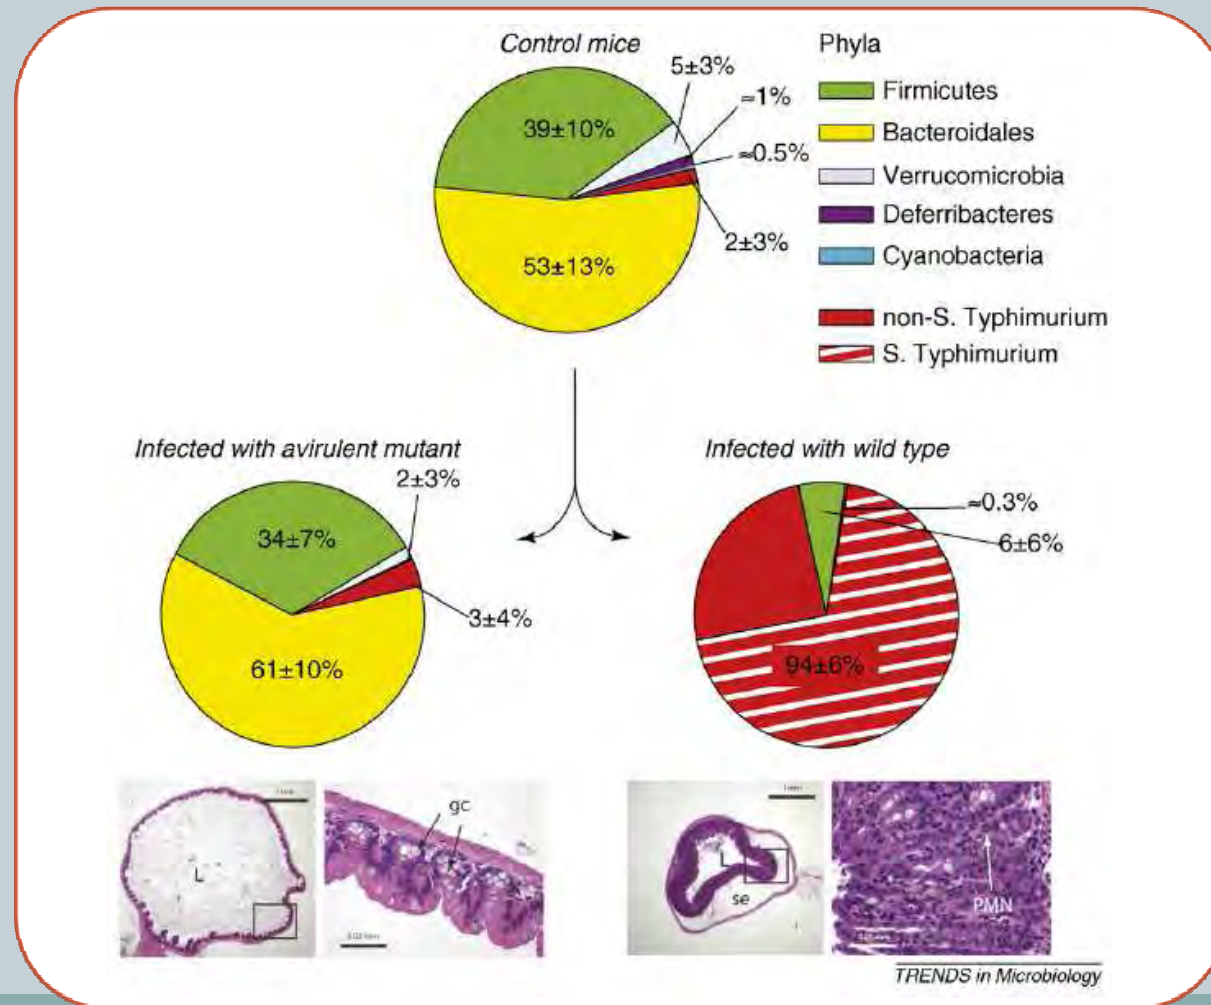 Control mice
Phyla
5±3%
≈1%
Firmicutes
39±10%
Bacteroidales
≈0.5%
Verrucomicrobia
Deferribacteres
2±3%
Cyanobacteria
53±13%
non-S. Typhimurium
S. Typhimurium
Infected with avirulent mutant
Infected with wild type
2±3%
≈0.3%
34±7%
6±6%
3±4%
61±10%
94±6%
gc
L
L
se
PMN
TRENDS in Microbiology